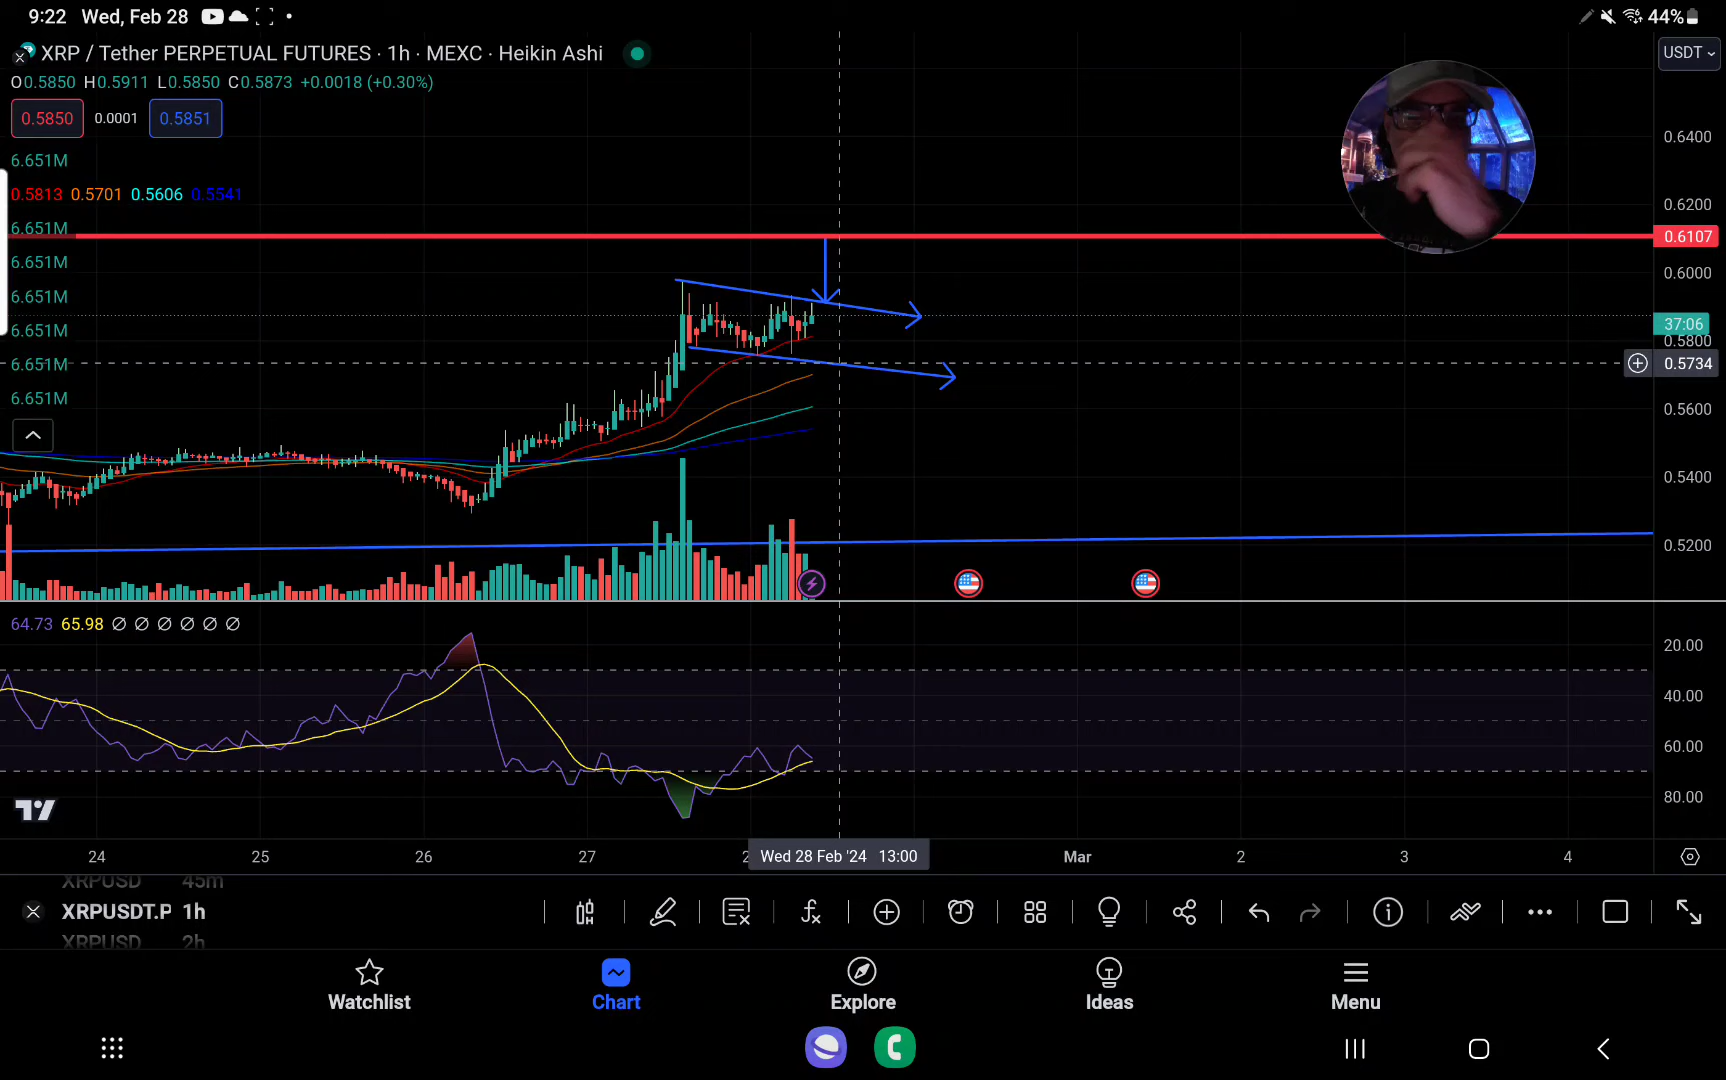 9:22 Wed, Feb 28 44%
XRP / Tether PERPETUAL FUTURES · 1h · MEXC · Heikin Ashi
USDT
O0.5850 H0.5911 L0.5850 C0.5873 +0.0018 (+0.30%)
0.5850 0.0001 0.5851
0.6400
6.651M
0.5813 0.5701 0.5606 0.5541
0.6200
6.651M
0.6107
6.651M
0.6000
6.651M
37:06
6.651M
0.5800
6.651M
0.5734
6.651M
0.5600
0.5400
0.5200
64.73 65.98 Ø Ø Ø Ø Ø Ø
20.00
40.00
60.00
80.00
24 25 26 27 2 Wed 28 Feb '24 13:00 Mar 2 3 4
XRPUSD 45m
XRPUSDT.P 1h
XRPUSD 2h
Watchlist Chart Explore Ideas Menu